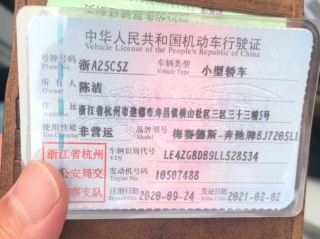 中华人民共和国机动车行驶证
Vehicle License of the People's Republic of China
号牌号码 浙A25C5Z 车辆类型 小型轿车
Plate No. Vehicle Type
所有人 陈洁
住址 浙江省杭州市建德市寿昌镇横山社区三区三十三幢5号
使用性质 非营运 品牌型号 梅赛德斯-奔驰牌BJ7205L
Use Character
浙江省杭州 车辆识别代号 LE4ZG8DB9LL528534
VIN
市公安局交 发动机号码 10507488
通警察支队 注册日期 2020-09-24 发证日期 2021-02-02